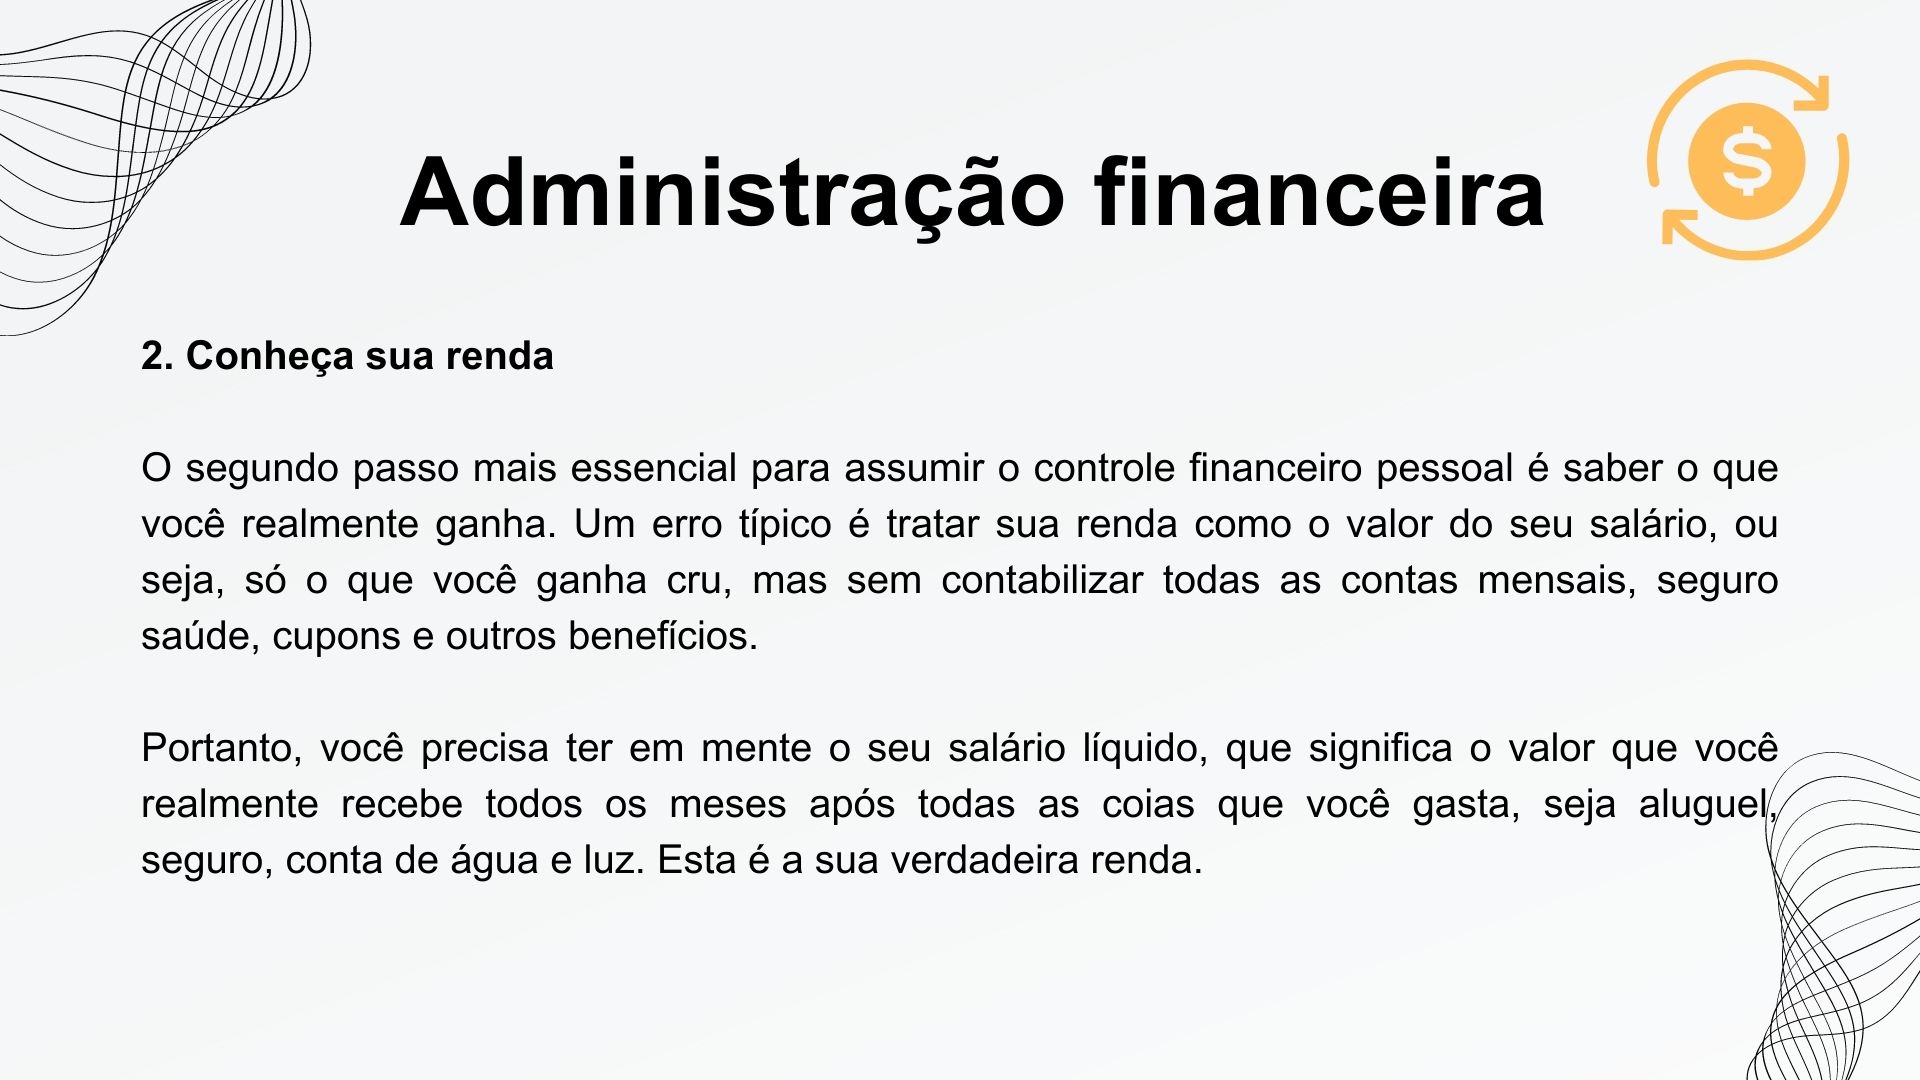 Administração financeira
$
2. Conheça sua renda
O segundo passo mais essencial para assumir o controle financeiro pessoal é saber o que
você realmente ganha. Um erro típico é tratar sua renda como o valor do seu salário, ou
seja, só o que você ganha cru, mas sem contabilizar todas as contas mensais, seguro
saúde, cupons e outros benefícios.
Portanto, você precisa ter em mente o seu salário líquido, que significa o valor que você
realmente recebe todos os meses após todas as coias que você gasta, seja aluguel,
seguro, conta de água e luz. Esta é a sua verdadeira renda.